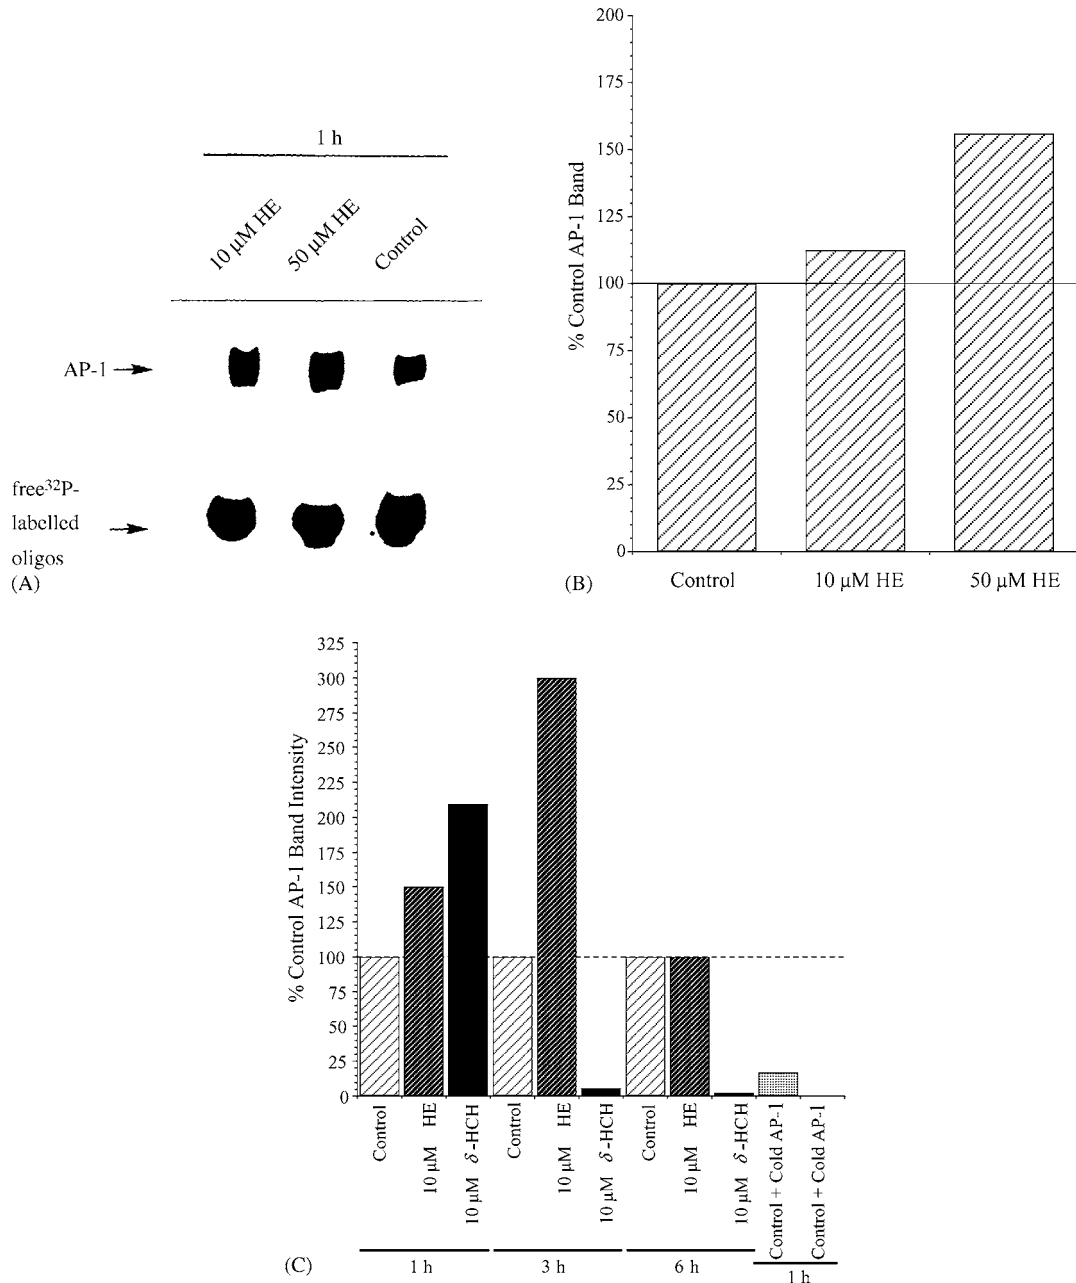 1 h
10 µM HE
50 µM HE
Control
AP-1
free³²P-
labelled
oligos
(A)
% Control AP-1 Band
200
175
150
125
100
75
50
25
0
Control
10 µM HE
50 µM HE
(B)
% Control AP-1 Band Intensity
325
300
275
250
225
200
175
150
125
100
75
50
25
0
Control
10 µM HE
10 µM δ-HCH
Control
10 µM HE
10 µM δ-HCH
Control
10 µM HE
10 µM δ-HCH
Control + Cold AP-1
Control + Cold AP-1
1 h
3 h
6 h
1 h
(C)